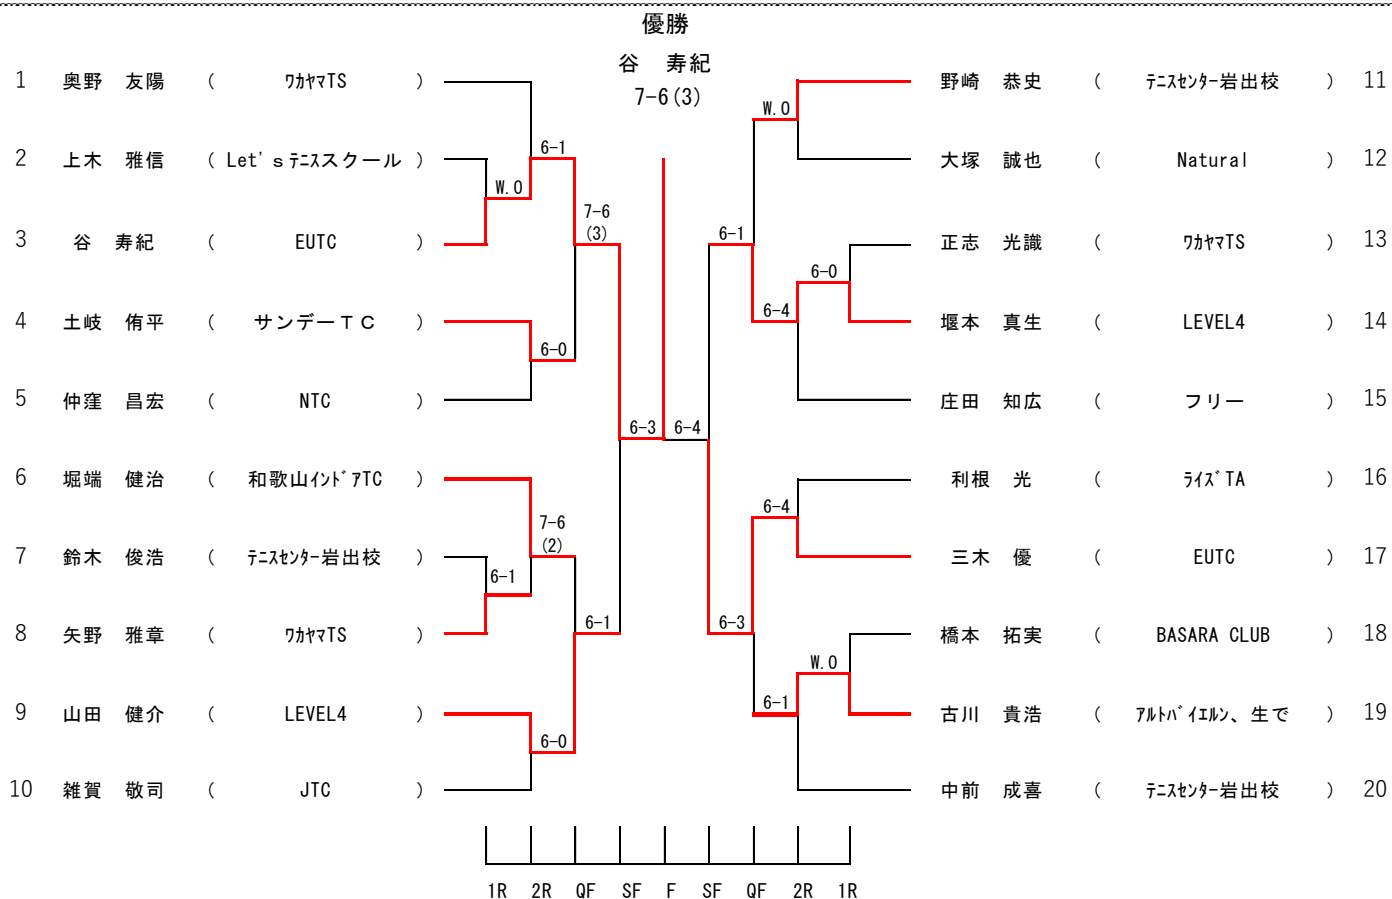 優勝
谷 寿紀
7-6(3)
1 奥野 友陽 ( ﾜｶﾔﾏTS )
2 上木 雅信 ( Let'sﾃﾆｽスクール )
3 谷 寿紀 ( EUTC )
4 土岐 侑平 ( サンデーＴＣ )
5 仲窪 昌宏 ( NTC )
6 堀端 健治 ( 和歌山ｲﾝﾄﾞｱTC )
7 鈴木 俊浩 ( ﾃﾆｽｾﾝﾀｰ岩出校 )
8 矢野 雅章 ( ﾜｶﾔﾏTS )
9 山田 健介 ( LEVEL4 )
10 雑賀 敬司 ( JTC )
W.0
6-1
6-1
6-0
7-6
(2)
6-0
7-6
(3)
6-1
6-3
6-4
6-1
6-3
W.0
6-4
6-4
6-1
6-0
W.0
野崎 恭史 ( ﾃﾆｽｾﾝﾀｰ岩出校 ) 11
大塚 誠也 ( Natural ) 12
正志 光識 ( ﾜｶﾔﾏTS ) 13
堰本 真生 ( LEVEL4 ) 14
庄田 知広 ( フリー ) 15
利根 光 ( ﾗｲｽﾞTA ) 16
三木 優 ( EUTC ) 17
橋本 拓実 ( BASARA CLUB ) 18
古川 貴浩 ( ｱﾙﾄﾊﾞｲｴﾙﾝ、生で ) 19
中前 成喜 ( ﾃﾆｽｾﾝﾀｰ岩出校 ) 20
1R 2R QF SF F SF QF 2R 1R